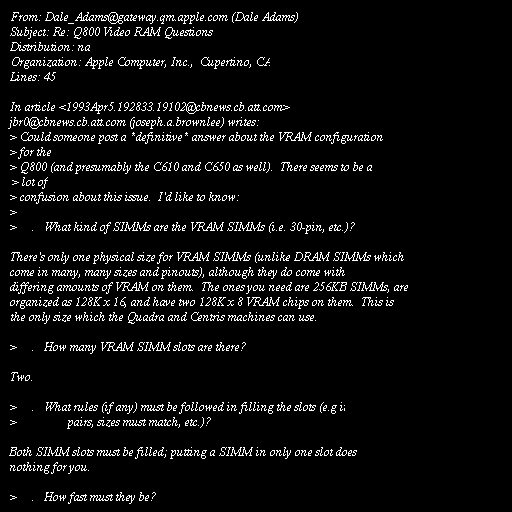 From: Dale_Adams@gateway.qm.apple.com (Dale Adams)
Subject: Re: Q800 Video RAM Questions
Distribution: na
Organization: Apple Computer, Inc.,  Cupertino, CA
Lines: 45

In article <1993Apr5.192833.19102@cbnews.cb.att.com>
jbr0@cbnews.cb.att.com (joseph.a.brownlee) writes:
> Could someone post a *definitive* answer about the VRAM configuration
> for the
> Q800 (and presumably the C610 and C650 as well).  There seems to be a
> lot of
> confusion about this issue.  I'd like to know:
>
>    .   What kind of SIMMs are the VRAM SIMMs (i.e. 30-pin, etc.)?

There's only one physical size for VRAM SIMMs (unlike DRAM SIMMs which
come in many, many sizes and pinouts), although they do come with
differing amounts of VRAM on them.  The ones you need are 256KB SIMMs, are
organized as 128K x 16, and have two 128K x 8 VRAM chips on them.  This is
the only size which the Quadra and Centris machines can use.

>    .   How many VRAM SIMM slots are there?

Two.

>    .   What rules (if any) must be followed in filling the slots (e.g i:
>            pairs, sizes must match, etc.)?

Both SIMM slots must be filled; putting a SIMM in only one slot does
nothing for you.

>    .   How fast must they be?